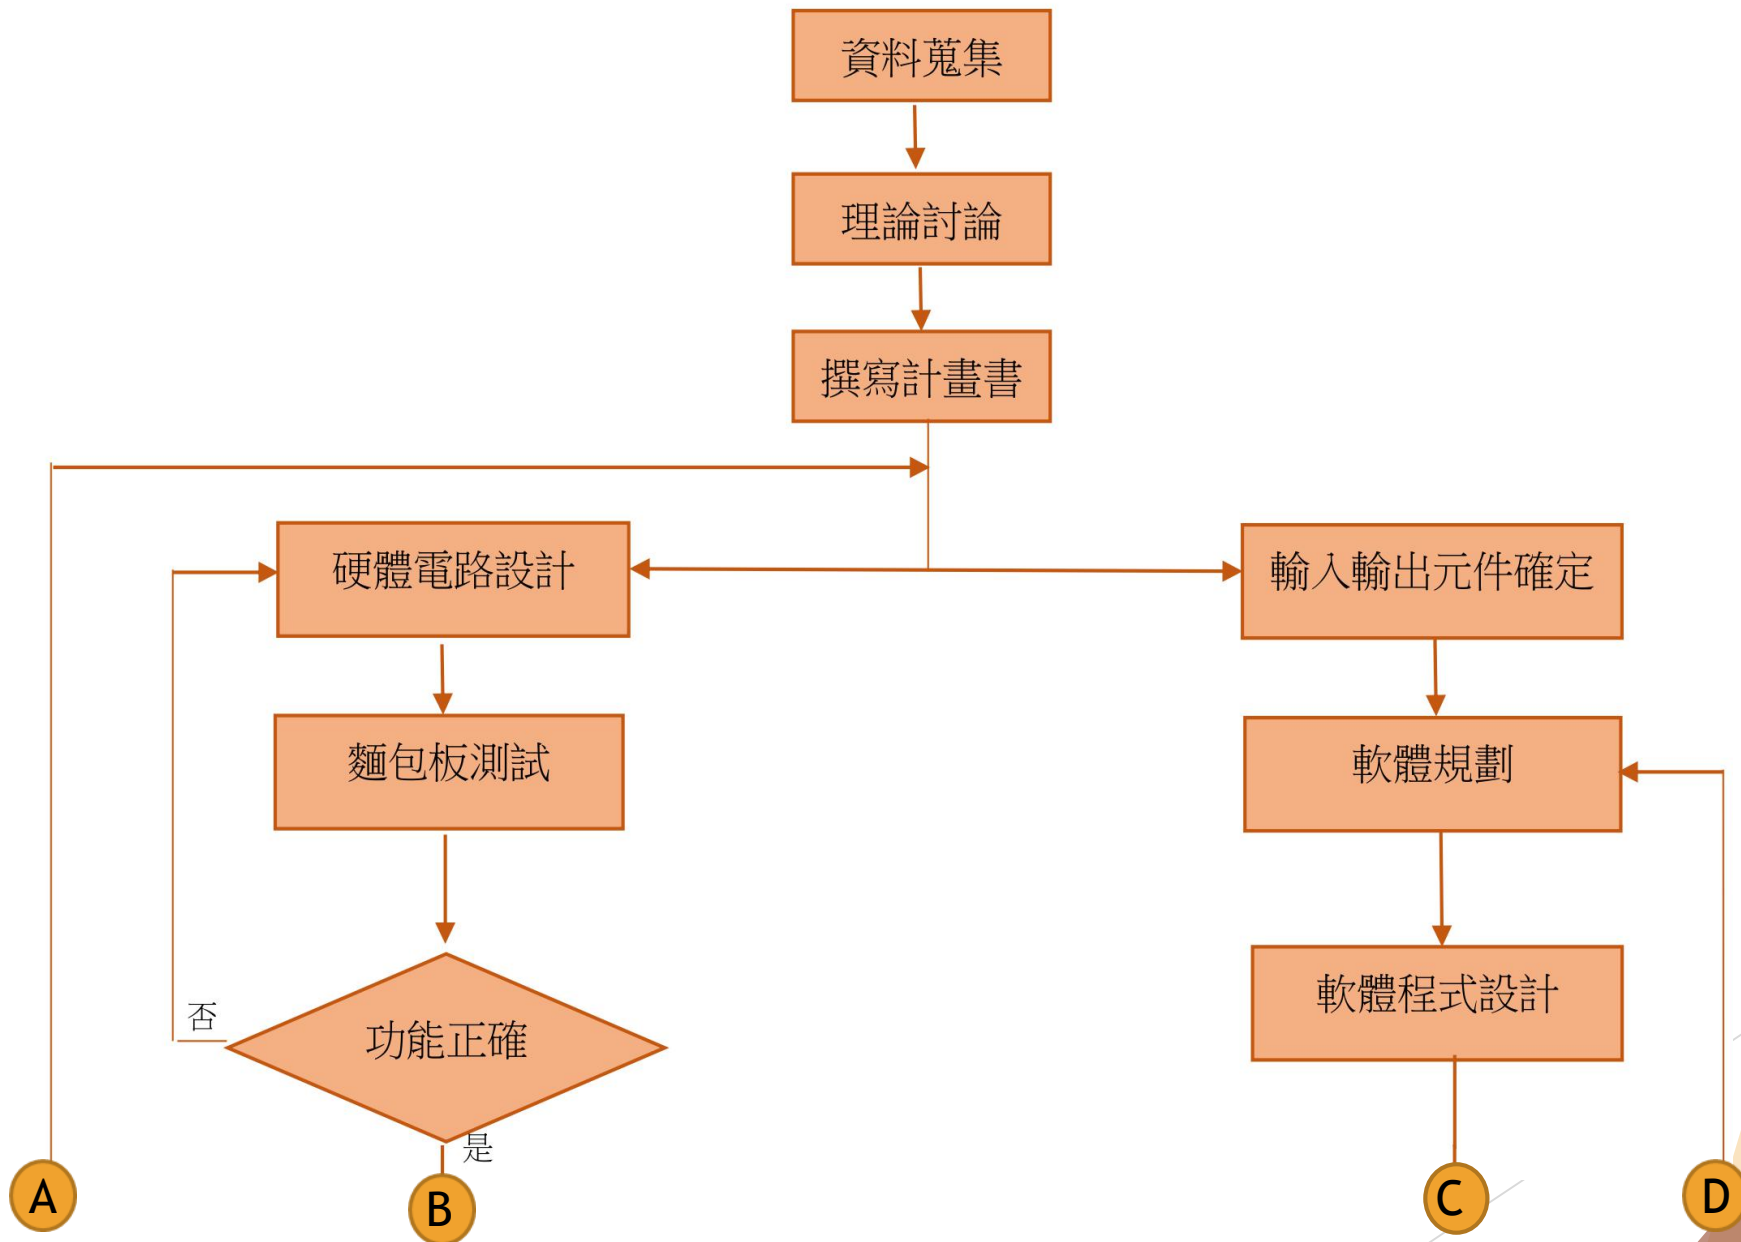 資料蒐集
理論討論
撰寫計畫書
硬體電路設計
輸入輸出元件確定
麵包板測試
軟體規劃
軟體程式設計
否
功能正確
是
A
B
C
D